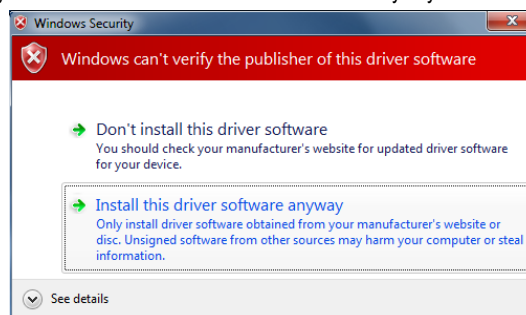 Windows Security
Windows can't verify the publisher of this driver software
Don't install this driver software
You should check your manufacturer's website for updated driver software
for your device.
Install this driver software anyway
Only install driver software obtained from your manufacturer's website or
disc. Unsigned software from other sources may harm your computer or steal
information.
See details